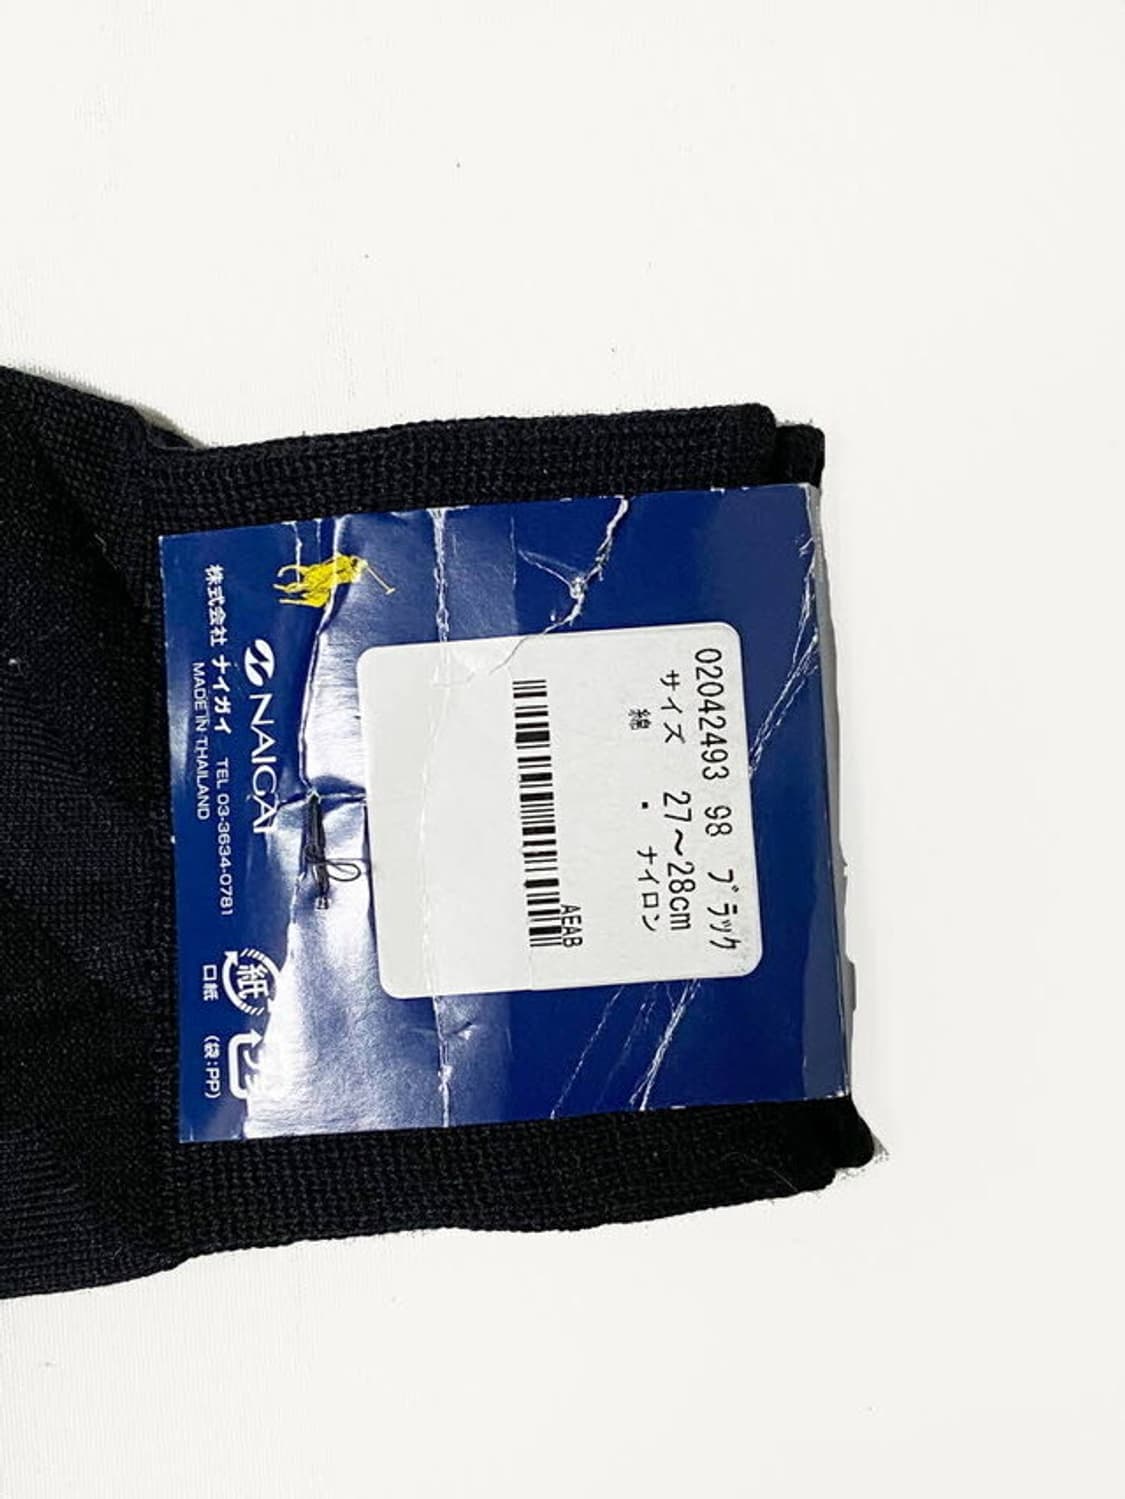 02042493 98 ブラック
サイズ 27～28cm
綿 ・ ナイロン
AEAB
NAIGAI
株式会社 ナイガイ TEL 03-3634-0781
MADE IN THAILAND
紙
口紙
プラ
(袋:PP)